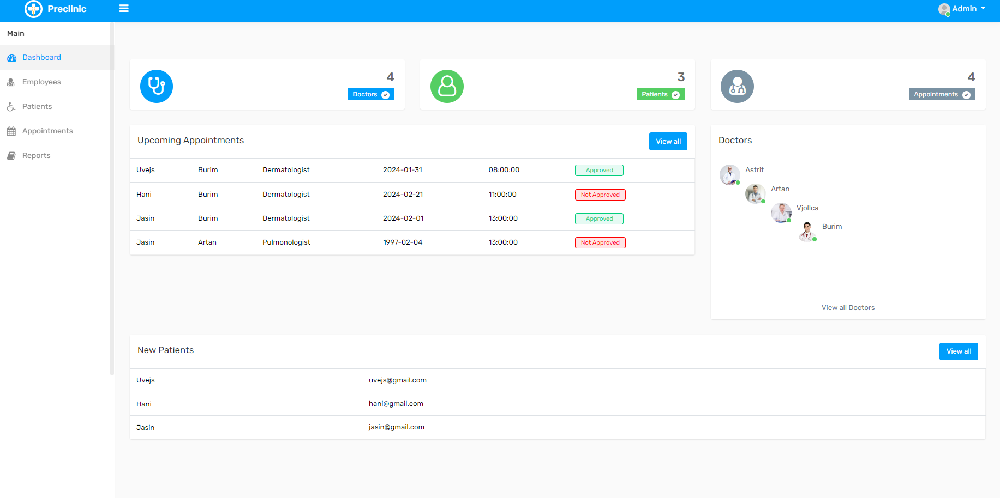 Preclinic
Admin
Main
Dashboard
Employees
Patients
Appointments
Reports
4
Doctors
3
Patients
4
Appointments
Upcoming Appointments
View all
Uvejs Burim Dermatologist 2024-01-31 08:00:00 Approved
Hani Burim Dermatologist 2024-02-21 11:00:00 Not Approved
Jasin Burim Dermatologist 2024-02-01 13:00:00 Approved
Jasin Artan Pulmonologist 1997-02-04 13:00:00 Not Approved
Doctors
Astrit
Artan
Vjollca
Burim
View all Doctors
New Patients
View all
Uvejs uvejs@gmail.com
Hani hani@gmail.com
Jasin jasin@gmail.com